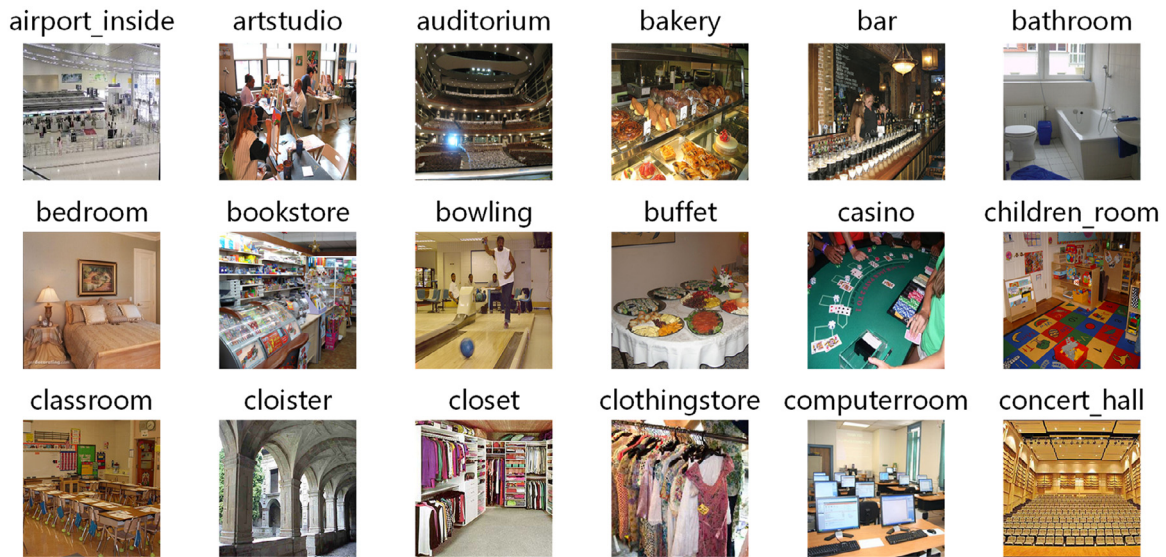 airport_inside artstudio auditorium bakery bar bathroom
bedroom bookstore bowling buffet casino children_room
classroom cloister closet clothingstore computerroom concert_hall